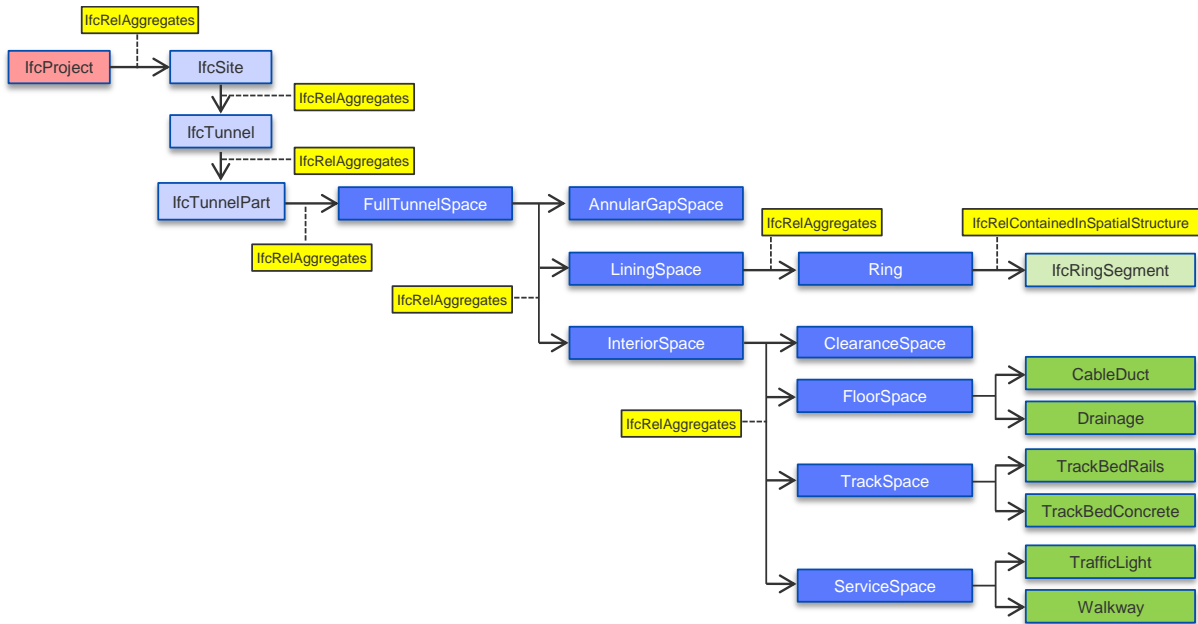 IfcRelAggregates
IfcProject
IfcSite
IfcRelAggregates
IfcTunnel
IfcRelAggregates
IfcTunnelPart
FullTunnelSpace
AnnularGapSpace
IfcRelAggregates
IfcRelContainedInSpatialStructure
IfcRelAggregates
LiningSpace
Ring
IfcRingSegment
IfcRelAggregates
InteriorSpace
ClearanceSpace
CableDuct
FloorSpace
IfcRelAggregates
Drainage
TrackBedRails
TrackSpace
TrackBedConcrete
TrafficLight
ServiceSpace
Walkway